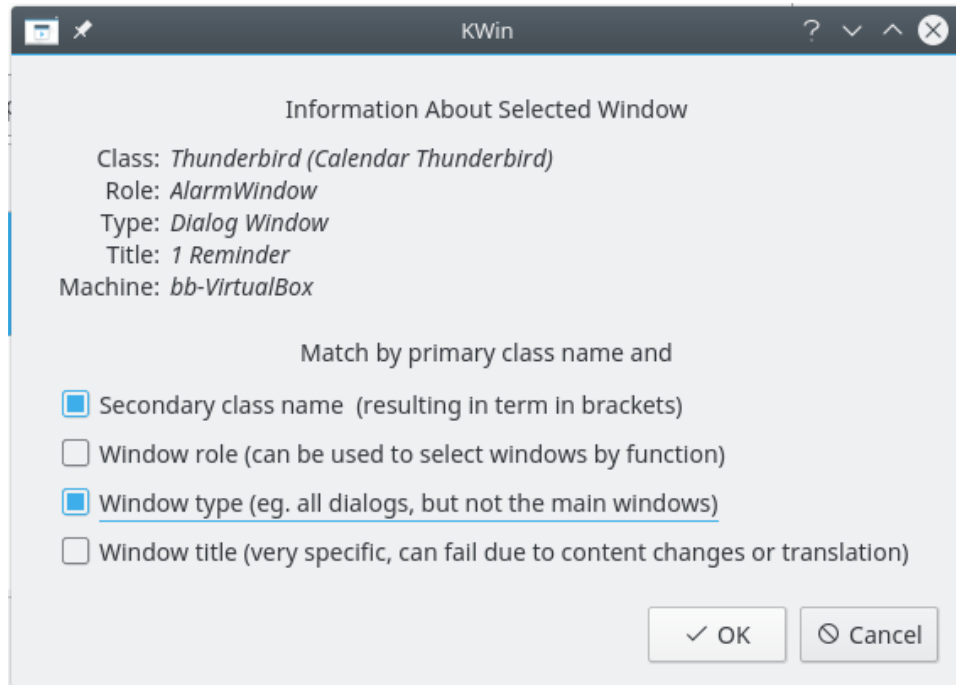 KWin
Information About Selected Window
Class: Thunderbird (Calendar Thunderbird)
Role: AlarmWindow
Type: Dialog Window
Title: 1 Reminder
Machine: bb-VirtualBox
Match by primary class name and
Secondary class name (resulting in term in brackets)
Window role (can be used to select windows by function)
Window type (eg. all dialogs, but not the main windows)
Window title (very specific, can fail due to content changes or translation)
OK Cancel